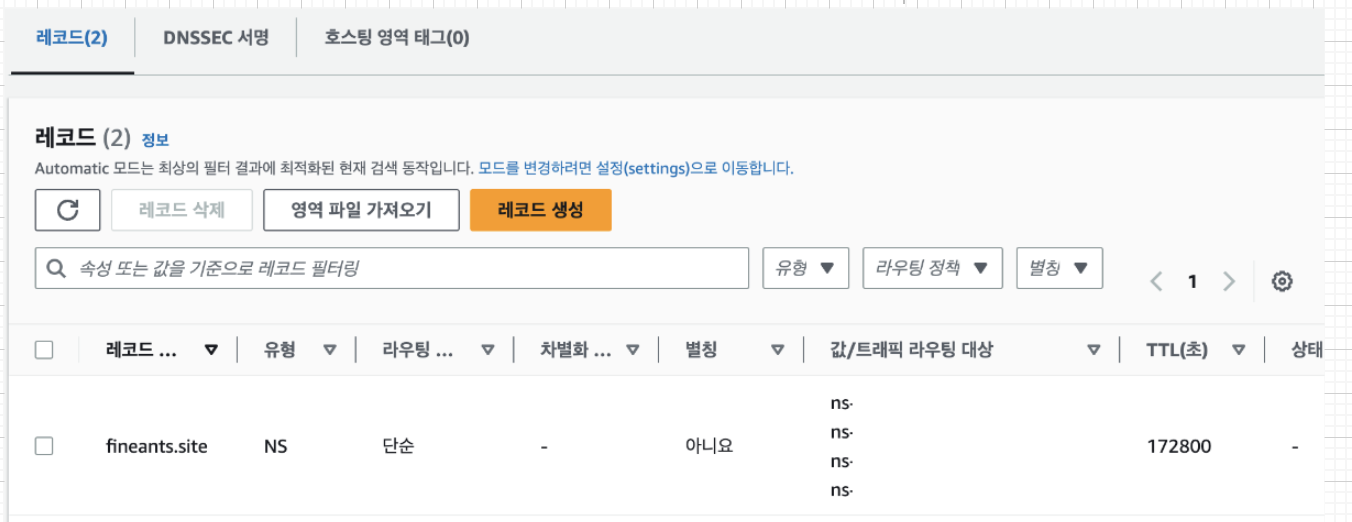 레코드(2) DNSSEC 서명 호스팅 영역 태그(0)
레코드 (2) 정보
Automatic 모드는 최상의 필터 결과에 최적화된 현재 검색 동작입니다. 모드를 변경하려면 설정(settings)으로 이동합니다.
레코드 삭제 영역 파일 가져오기 레코드 생성
속성 또는 값을 기준으로 레코드 필터링 유형 라우팅 정책 별칭 1
레코드 ... 유형 라우팅 ... 차별화 ... 별칭 값/트래픽 라우팅 대상 TTL(초) 상태
ns-
ns-
fineants.site NS 단순 - 아니요 172800 -
ns-
ns-